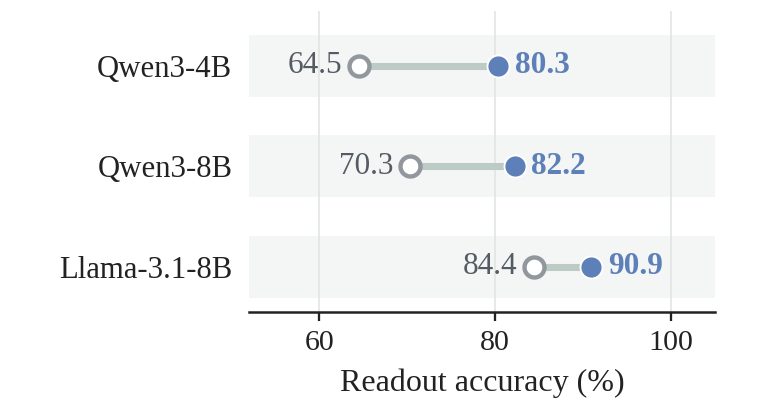 Qwen3-4B 64.5 80.3
Qwen3-8B 70.3 82.2
Llama-3.1-8B 84.4 90.9
60 80 100
Readout accuracy (%)